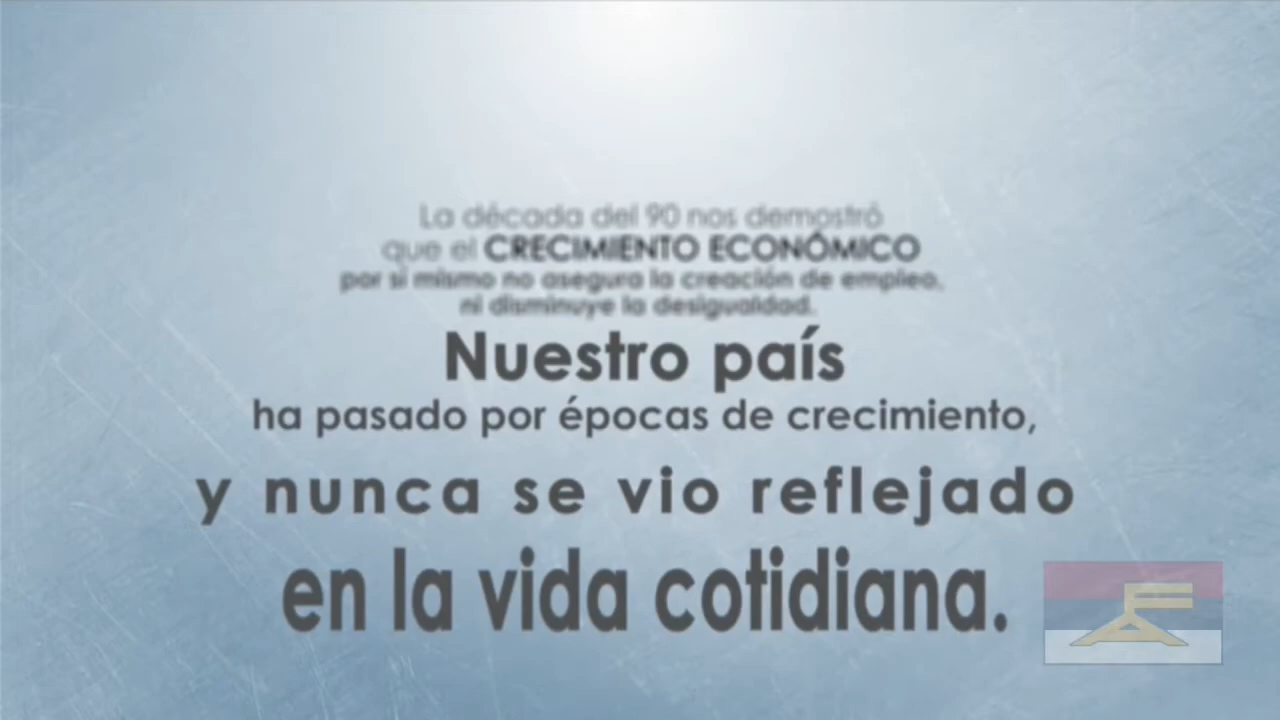 La década del 90 nos demostró
que el CRECIMIENTO ECONÓMICO
por sí mismo no asegura la creación de empleo,
ni disminuye la desigualdad.
Nuestro país
ha pasado por épocas de crecimiento,
y nunca se vio reflejado
en la vida cotidiana.